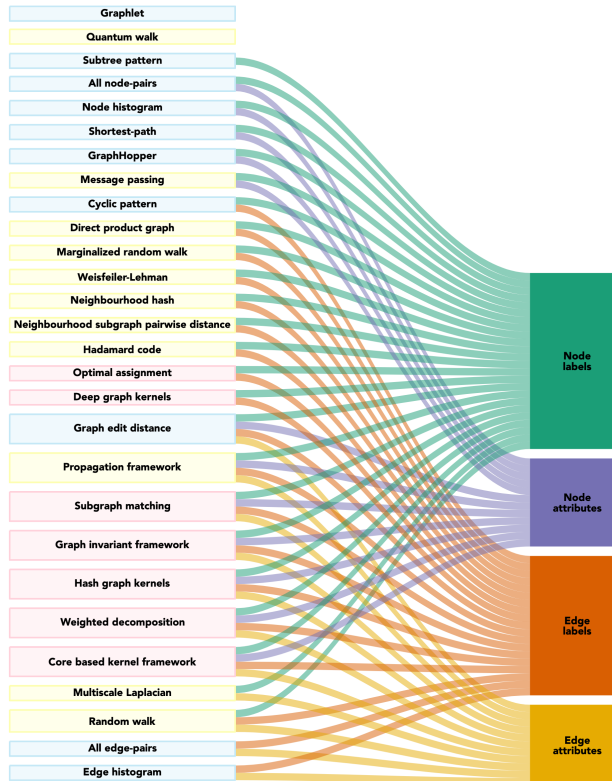 Graphlet
Quantum walk
Subtree pattern
All node-pairs
Node histogram
Shortest-path
GraphHopper
Message passing
Cyclic pattern
Direct product graph
Marginalized random walk
Weisfeiler-Lehman
Neighbourhood hash
Neighbourhood subgraph pairwise distance
Hadamard code
Optimal assignment
Deep graph kernels
Graph edit distance
Propagation framework
Subgraph matching
Graph invariant framework
Hash graph kernels
Weighted decomposition
Core based kernel framework
Multiscale Laplacian
Random walk
All edge-pairs
Edge histogram
Node
labels
Node
attributes
Edge
labels
Edge
attributes